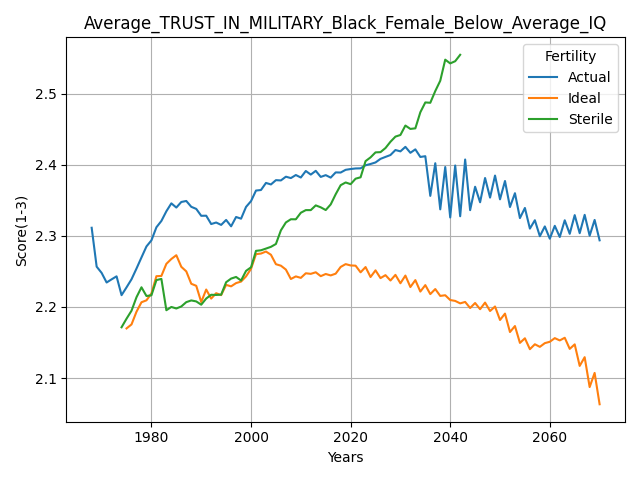 Average_TRUST_IN_MILITARY_Black_Female_Below_Average_IQ
Fertility
Actual
Ideal
Sterile
Score(1-3)
2.5
2.4
2.3
2.2
2.1
1980 2000 2020 2040 2060
Years